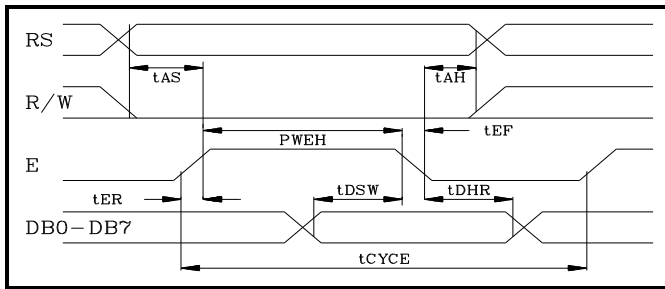 RS
tAS
tAH
R/W
PWEH
tEF
E
tER
tDSW
tDHR
DB0-DB7
tCYCE